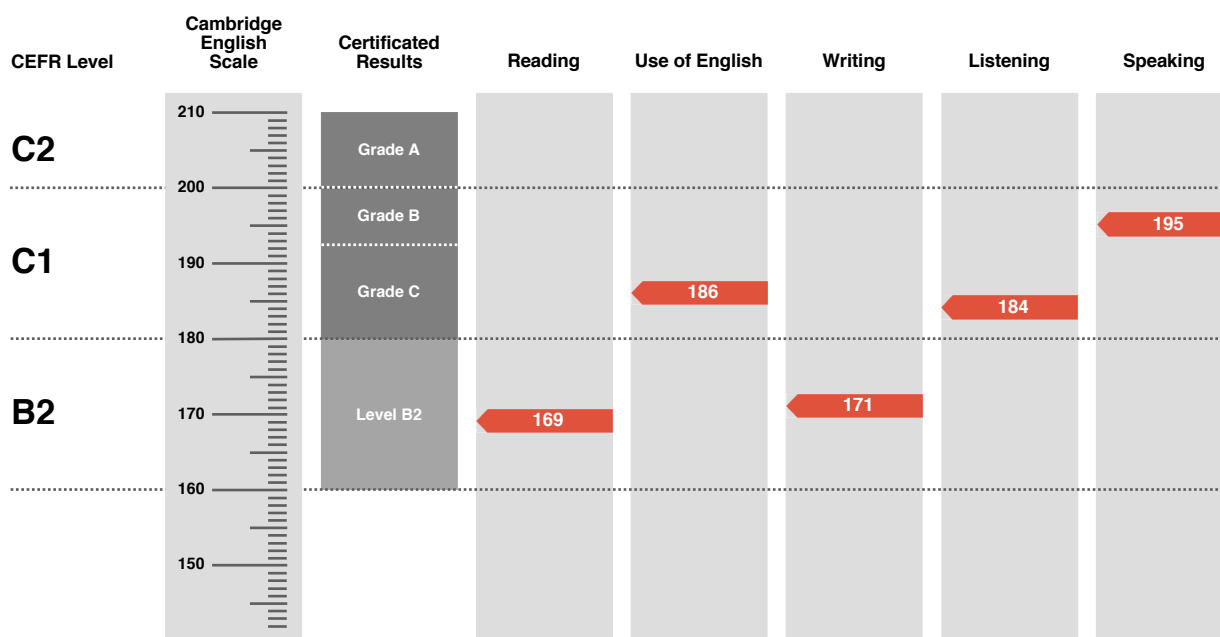 CEFR Level
Cambridge
English
Scale
Certificated
Results
Reading
Use of English
Writing
Listening
Speaking
210
C2
Grade A
200
Grade B
195
C1
190
Grade C
186
184
180
B2
170
Level B2
169
171
160
150